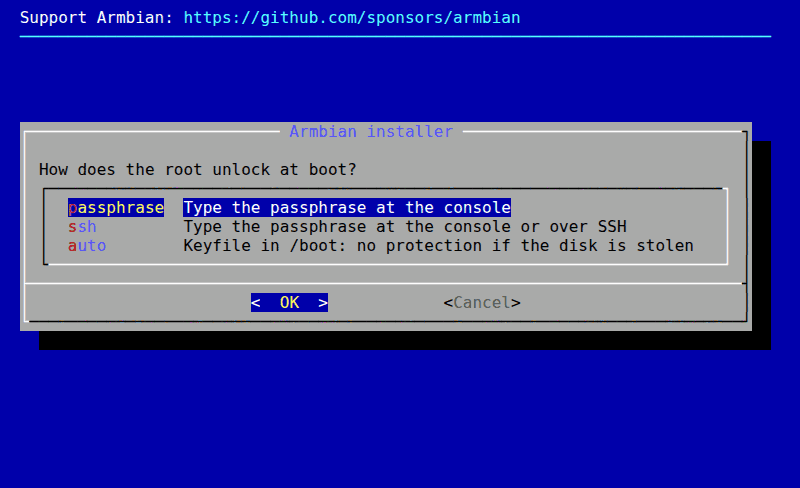 Support Armbian: https://github.com/sponsors/armbian
Armbian installer
How does the root unlock at boot?
passphrase Type the passphrase at the console
ssh Type the passphrase at the console or over SSH
auto Keyfile in /boot: no protection if the disk is stolen
< OK > <Cancel>